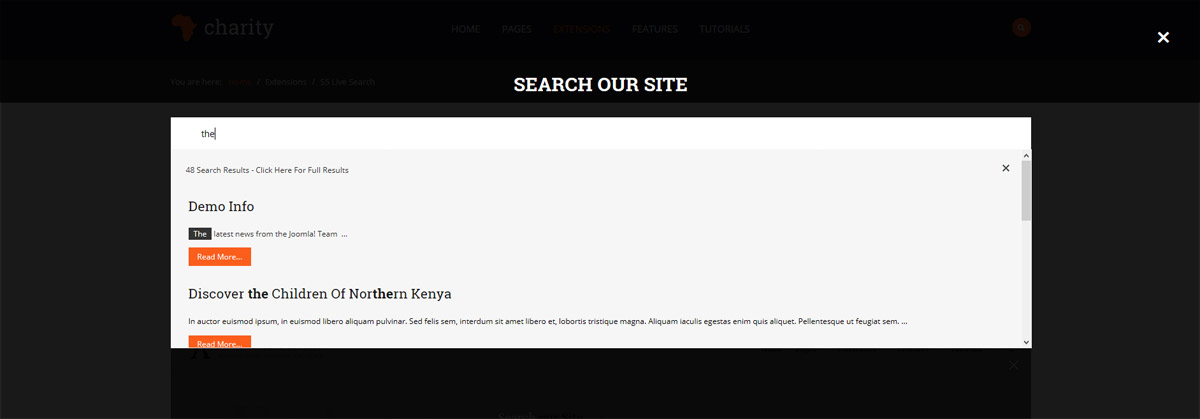 charity
HOME PAGES EXTENSIONS FEATURES TUTORIALS
You are here: Home / Extensions / S5 Live Search
SEARCH OUR SITE
the
48 Search Results - Click Here For Full Results
Demo Info
The latest news from the Joomla! Team ...
Read More...
Discover the Children Of Northern Kenya
In auctor euismod ipsum, in euismod libero aliquam pulvinar. Sed felis sem, interdum sit amet libero et, lobortis tristique magna. Aliquam iaculis egestas enim quis aliquet. Pellentesque ut feugiat sem. ...
Read More...